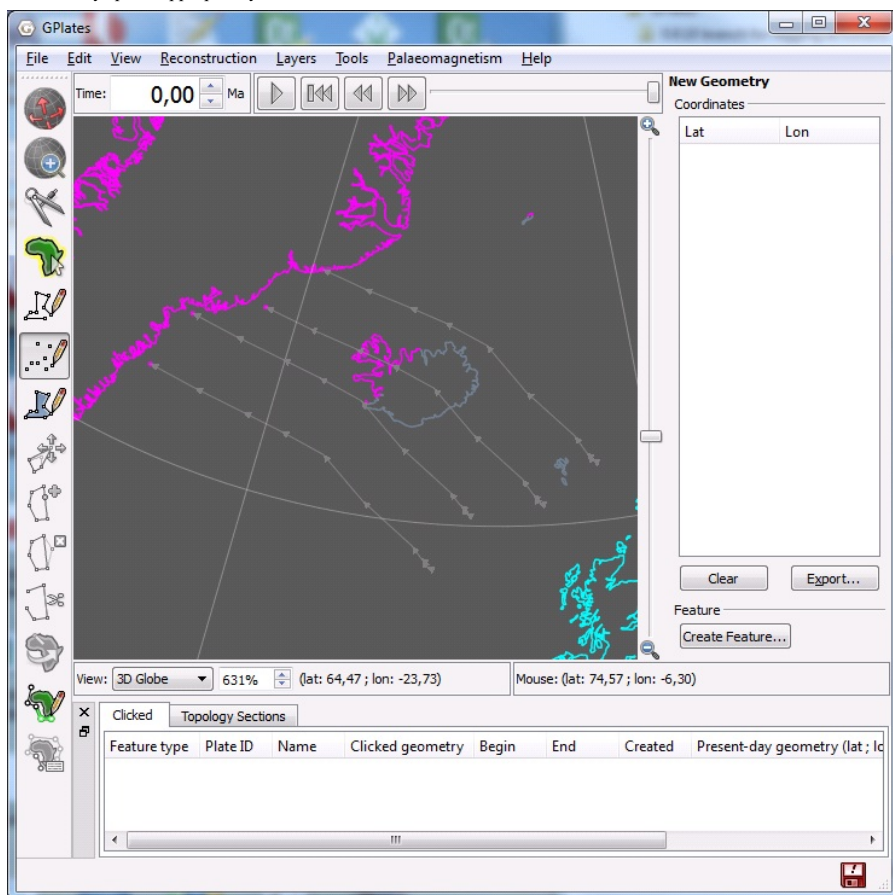 GPlates
File Edit View Reconstruction Layers Tools Palaeomagnetism Help
Time: 0,00 Ma
New Geometry
Coordinates
Lat Lon
Clear Export...
Feature
Create Feature...
View: 3D Globe 631% (lat: 64,47 ; lon: -23,73) Mouse: (lat: 74,57 ; lon: -6,30)
Clicked Topology Sections
Feature type Plate ID Name Clicked geometry Begin End Created Present-day geometry (lat ; lo